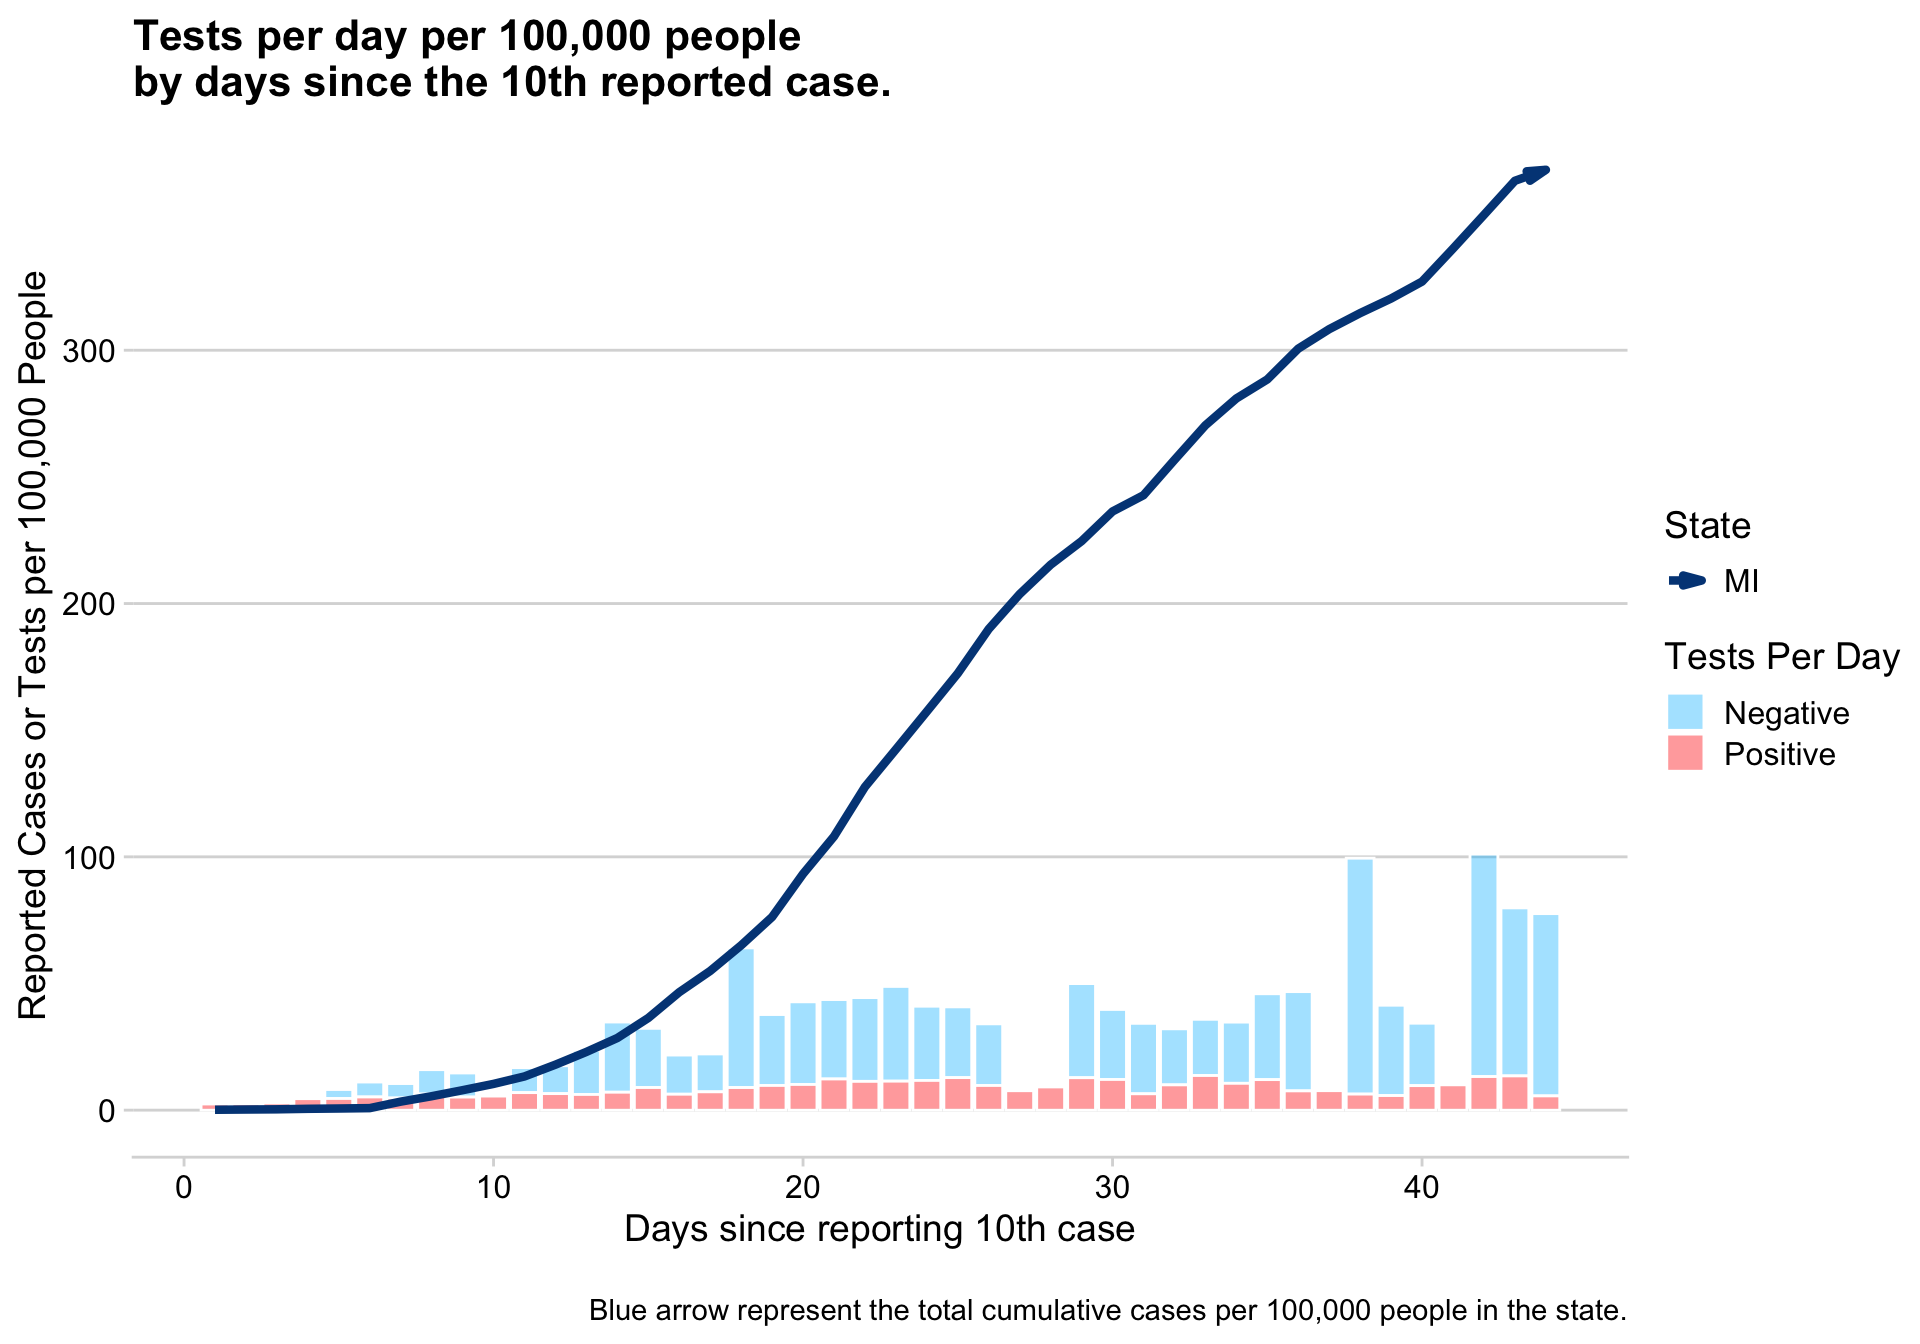 Tests per day per 100,000 people
by days since the 10th reported case.
Reported Cases or Tests per 100,000 People
300
200
100
0
0
10
20
30
40
Days since reporting 10th case
State
MI
Tests Per Day
Negative
Positive
Blue arrow represent the total cumulative cases per 100,000 people in the state.